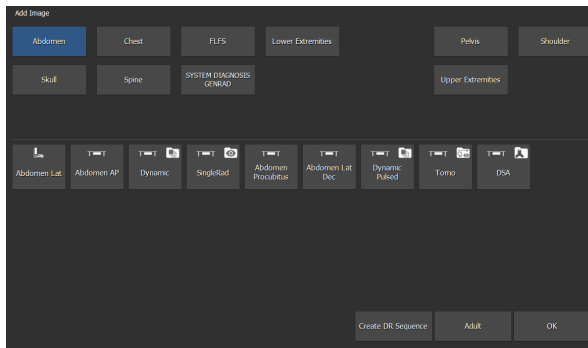 Add Image
Abdomen
Chest
FLFS
Lower Extremities
Pelvis
Shoulder
Skull
Spine
SYSTEM DIAGNOSIS
GENRAD
Upper Extremities
Abdomen Lat
Abdomen AP
Dynamic
SingleRad
Abdomen
Procubitus
Abdomen Lat
Dec
Dynamic
Pulsed
Tomo
DSA
Create DR Sequence
Adult
OK